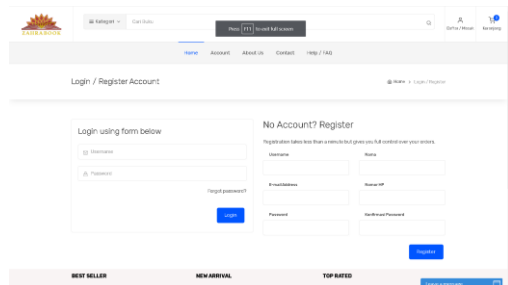 ZAHRABOOK
Kategori
Cari Buku
Press F11 to exit full screen
Daftar / Masuk
Keranjang
Home Account About Us Contact Help / FAQ
Login / Register Account
Home > Login / Register
Login using form below
Username
Password
Forgot password?
Login
No Account? Register
Registration takes less than a minute but gives you full control over your orders.
Username
Nama
E-mail Address
Nomor HP
Password
Konfirmasi Password
Register
BEST SELLER
NEW ARRIVAL
TOP RATED
Leave a message